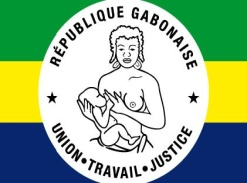 RÉPUBLIQUE GABONAISE
UNION • TRAVAIL • JUSTICE